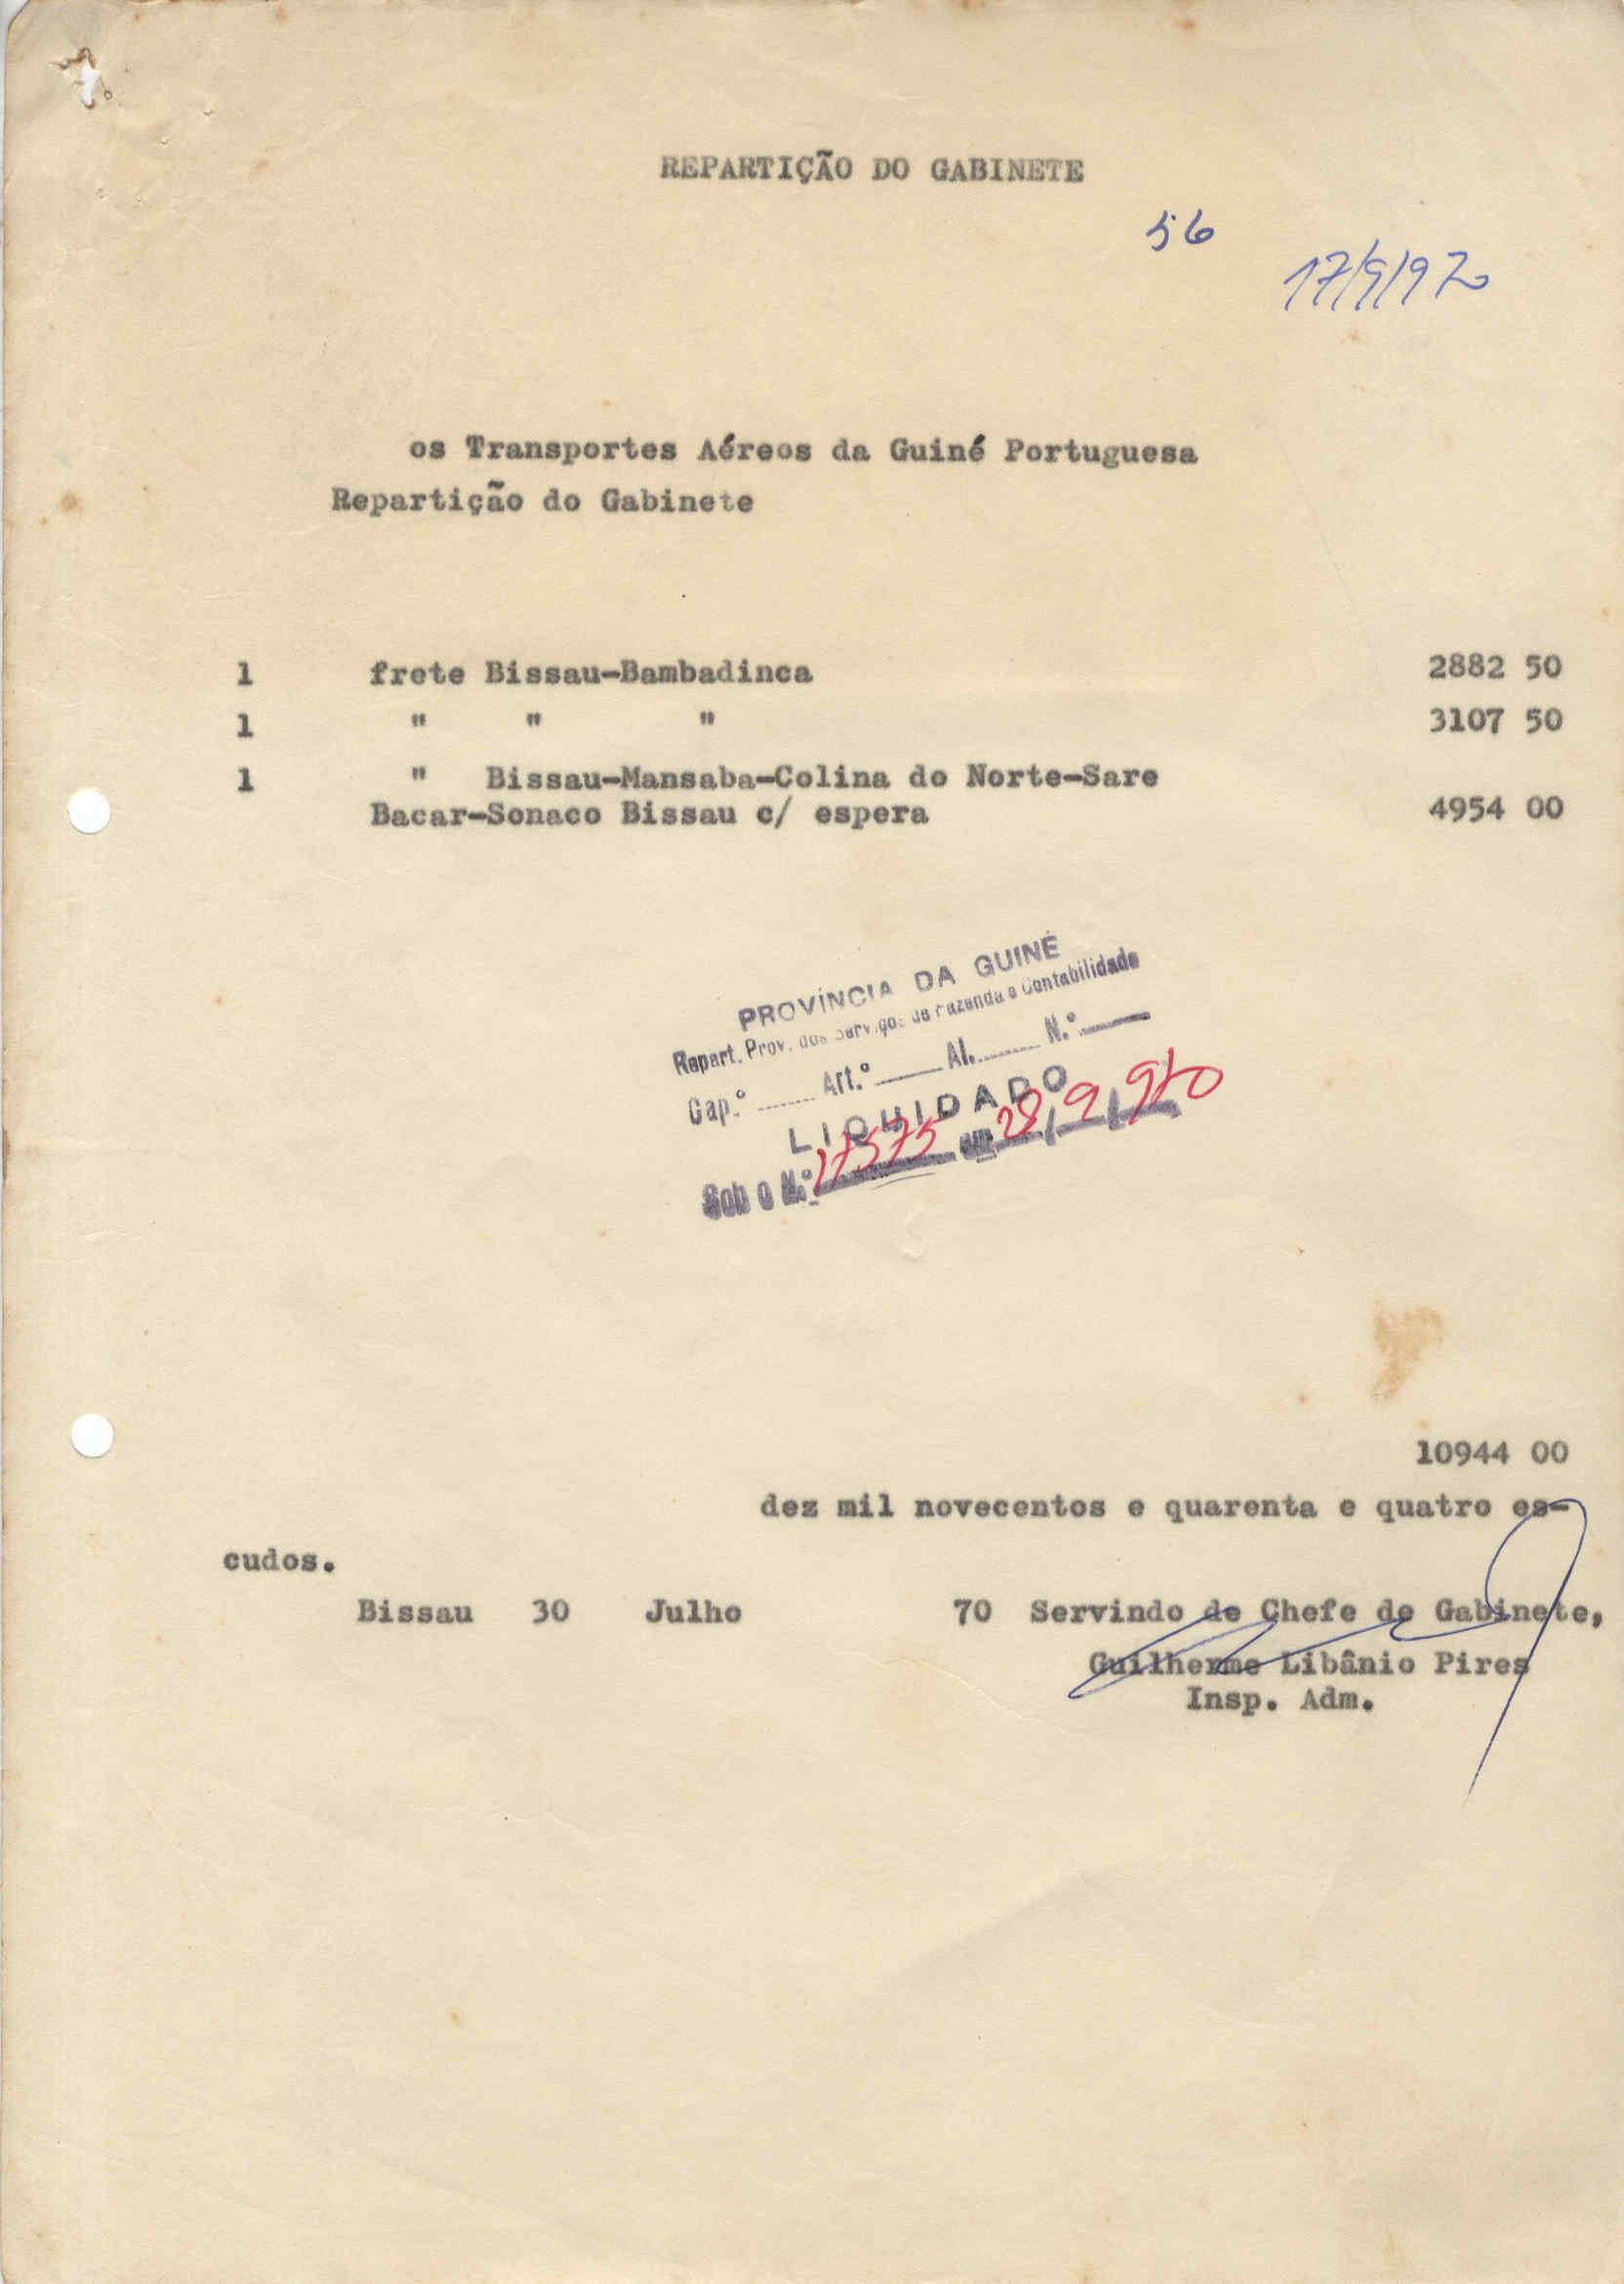 REPARTIÇÃO DO GABINETE
56
17/9/970
os Transportes Aéreos da Guiné Portuguesa
Repartição do Gabinete
1 frete Bissau-Bambadinca 2882 50
1 " " " 3107 50
1 " Bissau-Mansaba-Colina do Norte-Sare
Bacar-Sonaco Bissau c/ espera 4954 00
PROVÍNCIA DA GUINÉ
Repart. Prov. dos Serviços de Fazenda e Contabilidade
Cap.º Art.º Al. N.º
LIQUIDADO
Sob o N.º 17575 em 28/9/970
10944 00
dez mil novecentos e quarenta e quatro es-
cudos.
Bissau 30 Julho 70 Servindo de Chefe de Gabinete,
Guilherme Libânio Pires
Insp. Adm.